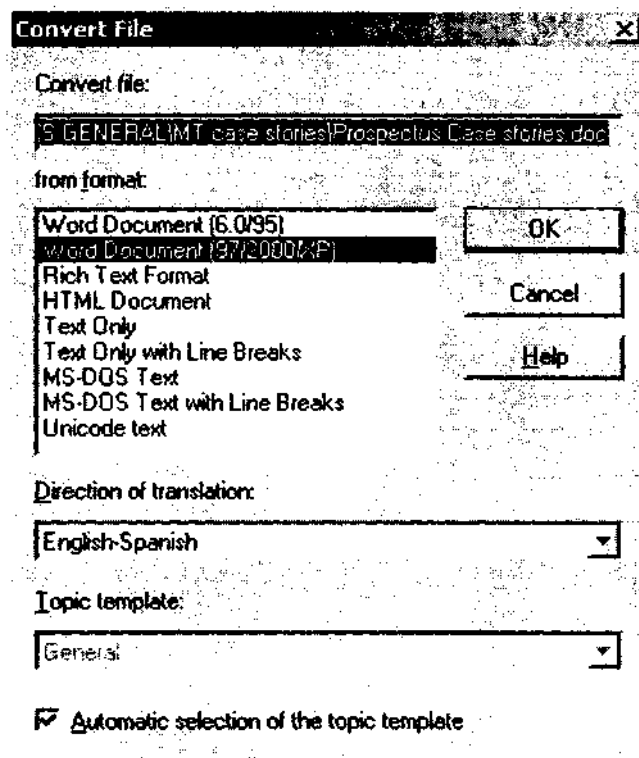 Convert File
Convert file:
S GENERAL\MT case stories\Prospectus Case stories.doc
from format:
Word Document (6.0/95)
Word Document (97/2000/XP)
Rich Text Format
HTML Document
Text Only
Text Only with Line Breaks
MS-DOS Text
MS-DOS Text with Line Breaks
Unicode text
OK
Cancel
Help
Direction of translation:
English-Spanish
Topic template:
General
Automatic selection of the topic template